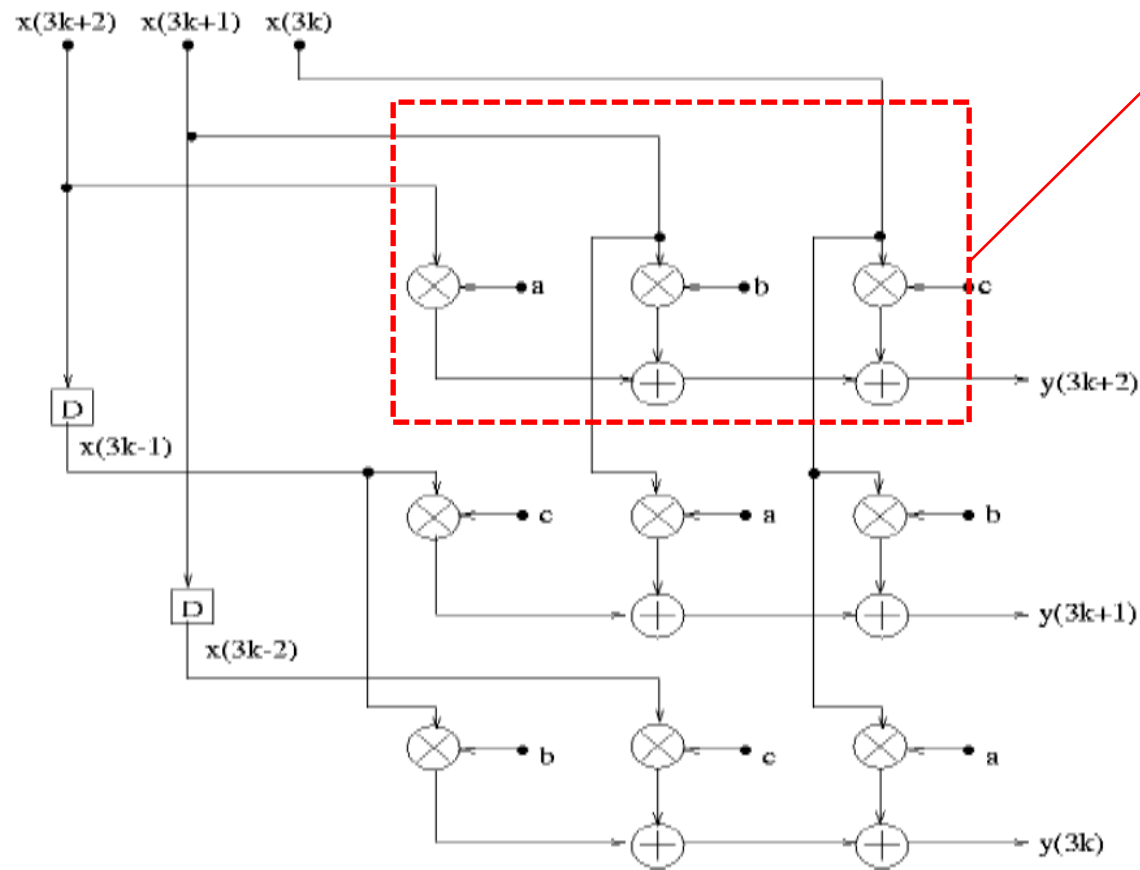 x(3k+2) x(3k+1) x(3k)
a b c
y(3k+2)
D
x(3k-1)
c a b
D
y(3k+1)
x(3k-2)
b c a
y(3k)